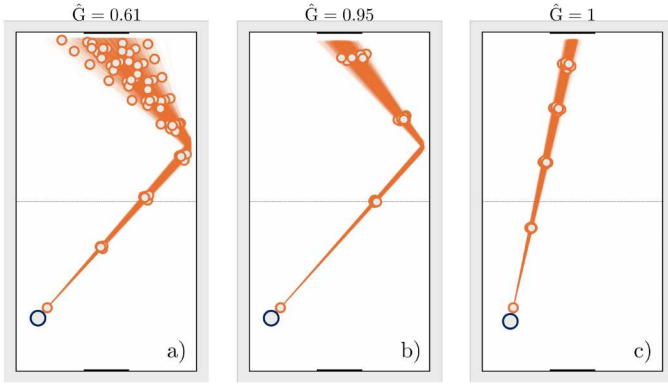 Ĝ = 0.61
Ĝ = 0.95
Ĝ = 1
a)
b)
c)